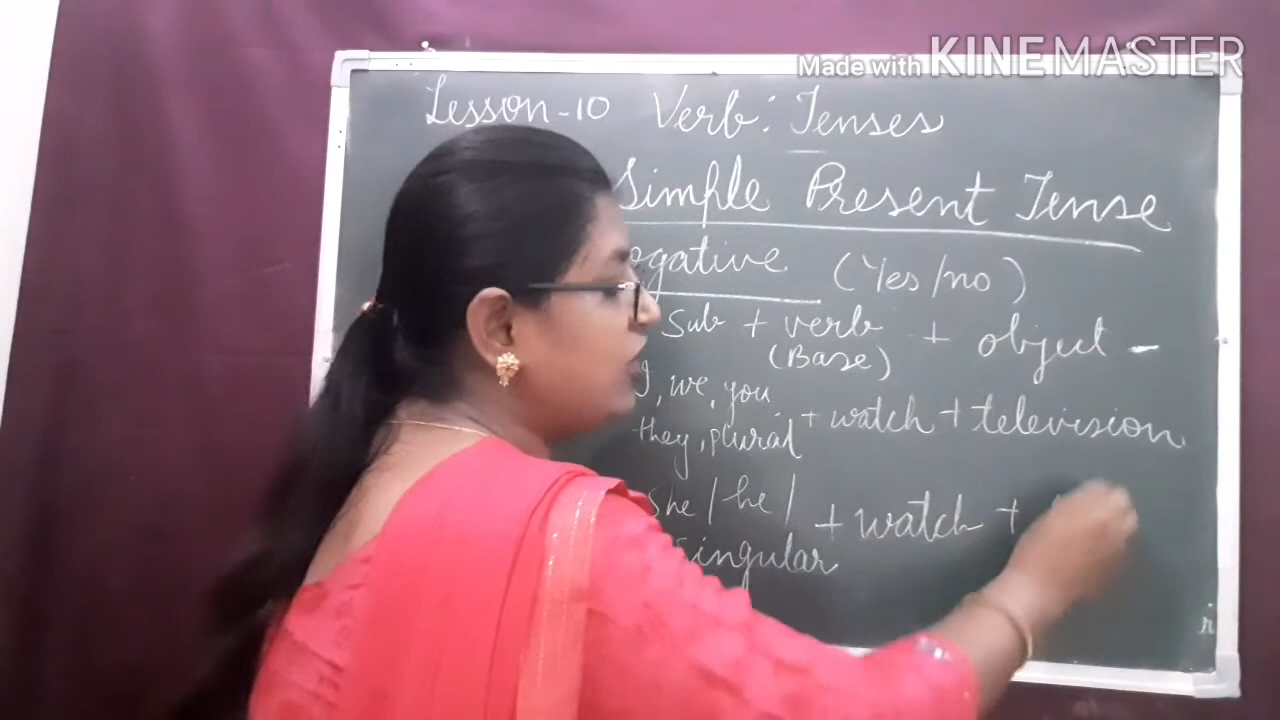 Made with KINEMASTER
Lesson-10 Verb: Tenses
Simple Present Tense
ogative (Yes/no)
Sub + verb + object -
(Base)
I, we, you
they, plural + watch + television
She / he /
singular + watch +